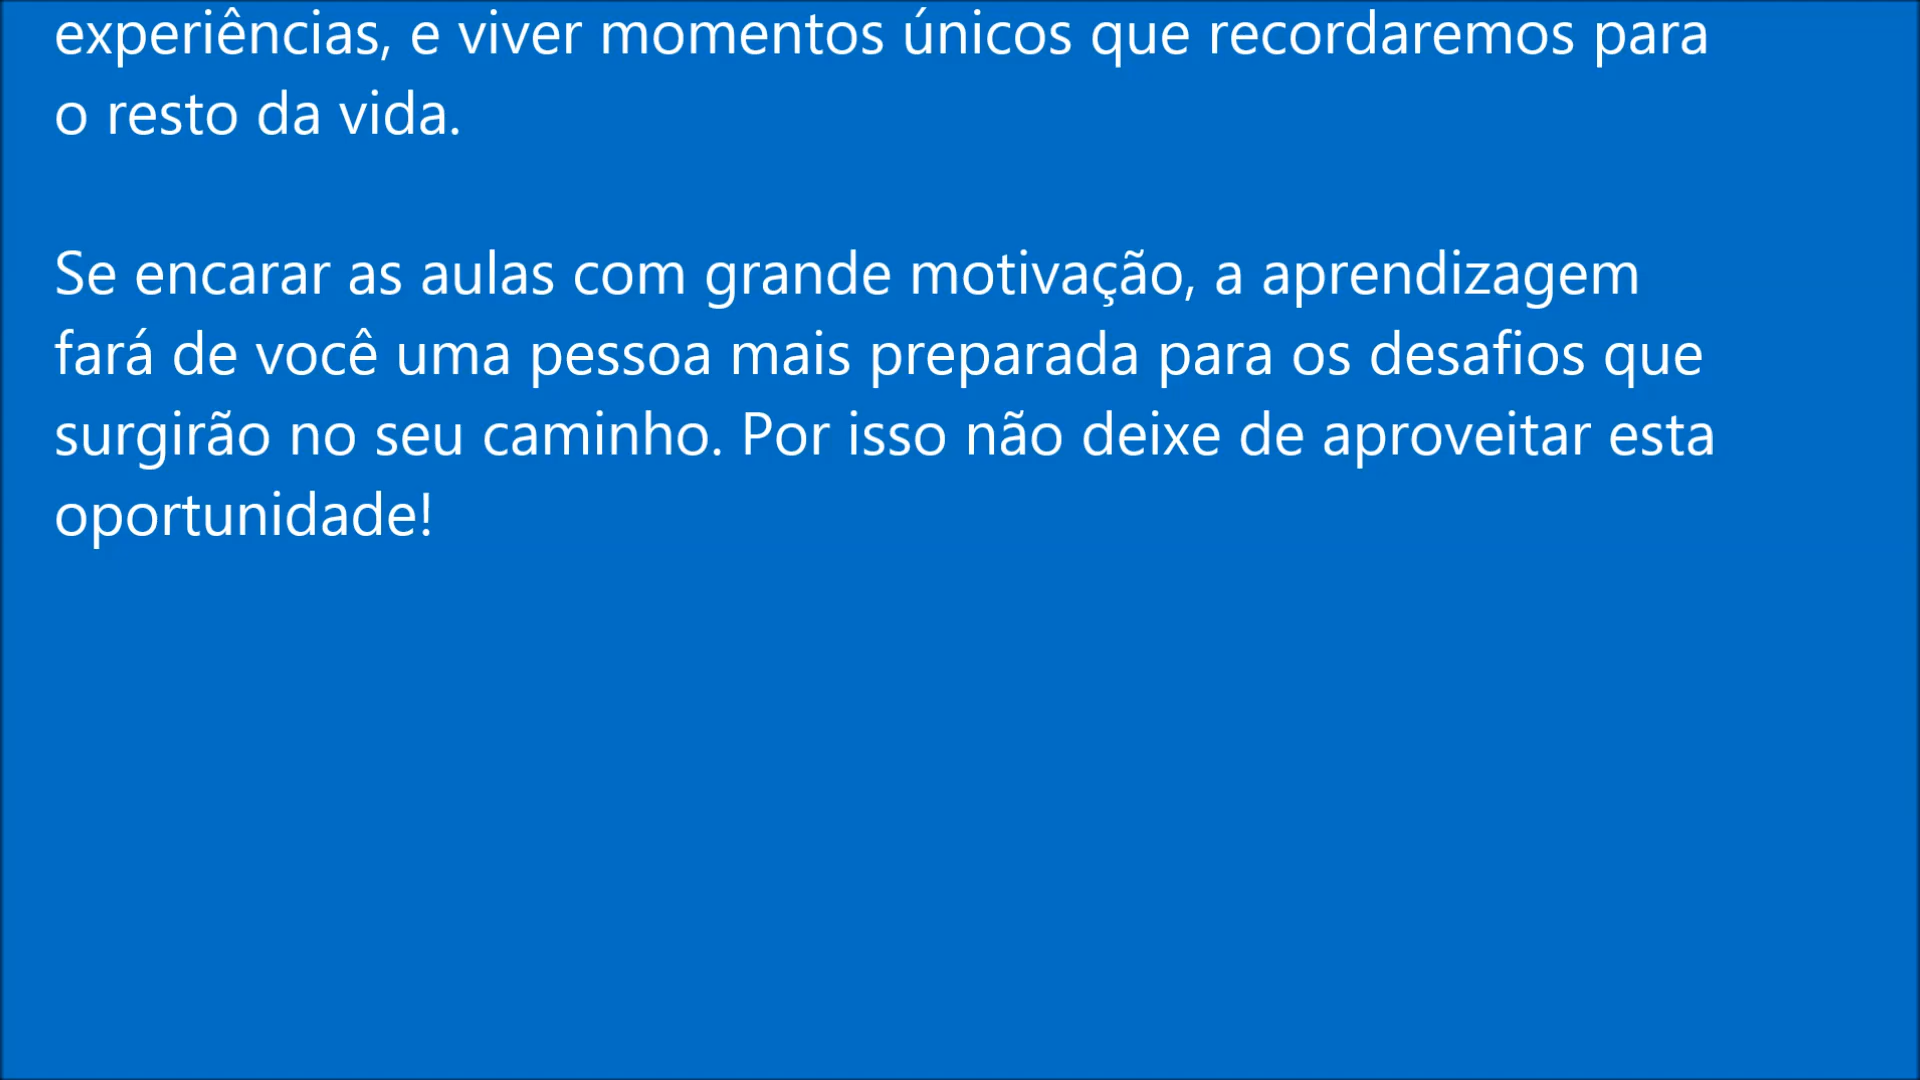 experiências, e viver momentos únicos que recordaremos para
o resto da vida.
Se encarar as aulas com grande motivação, a aprendizagem
fará de você uma pessoa mais preparada para os desafios que
surgirão no seu caminho. Por isso não deixe de aproveitar esta
oportunidade!